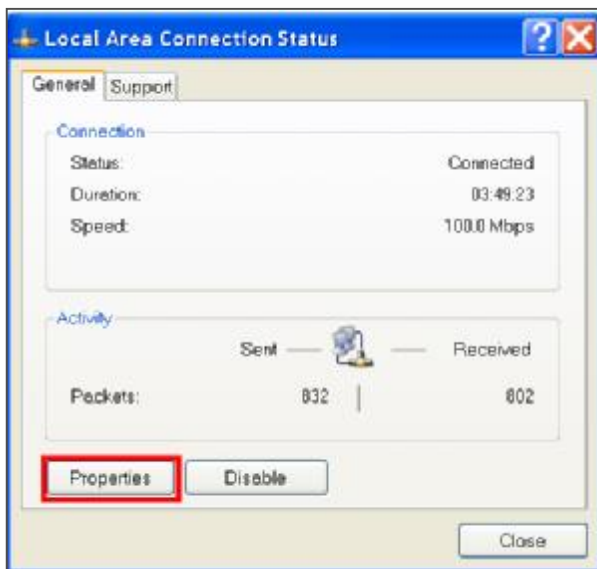 Local Area Connection Status
General Support
Connection
Status: Connected
Duration: 03:49:23
Speed: 100.0 Mbps
Activity
Sent Received
Packets: 832 802
Properties Disable
Close